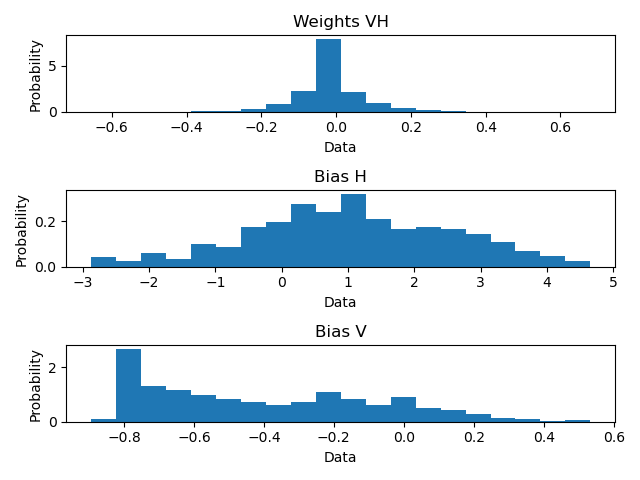 Weights VH
Probability
5
0
−0.6 −0.4 −0.2 0.0 0.2 0.4 0.6
Data
Bias H
Probability
0.2
0.0
−3 −2 −1 0 1 2 3 4 5
Data
Bias V
Probability
2
0
−0.8 −0.6 −0.4 −0.2 0.0 0.2 0.4 0.6
Data